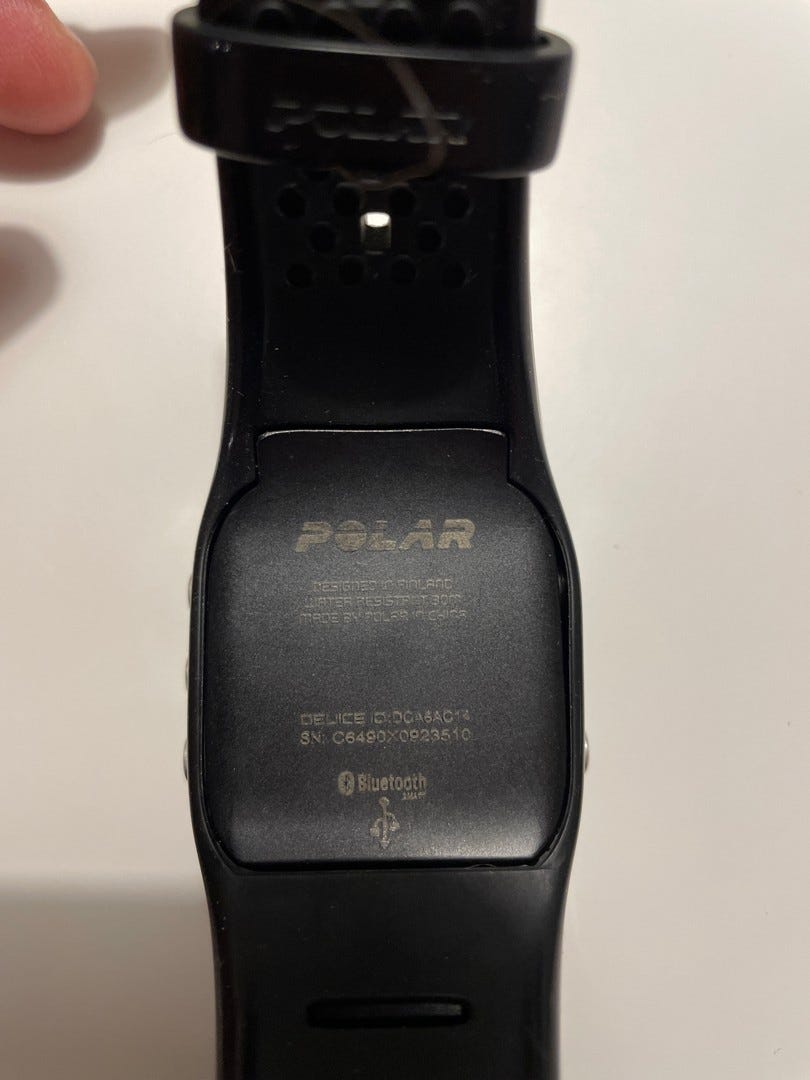 POLAR
POLAR
DESIGNED IN FINLAND
WATER RESISTANT 30M
MADE BY POLAR IN CHINA
DEVICE ID:DCA6AC14
SN: C6490X0923510
Bluetooth
SMART